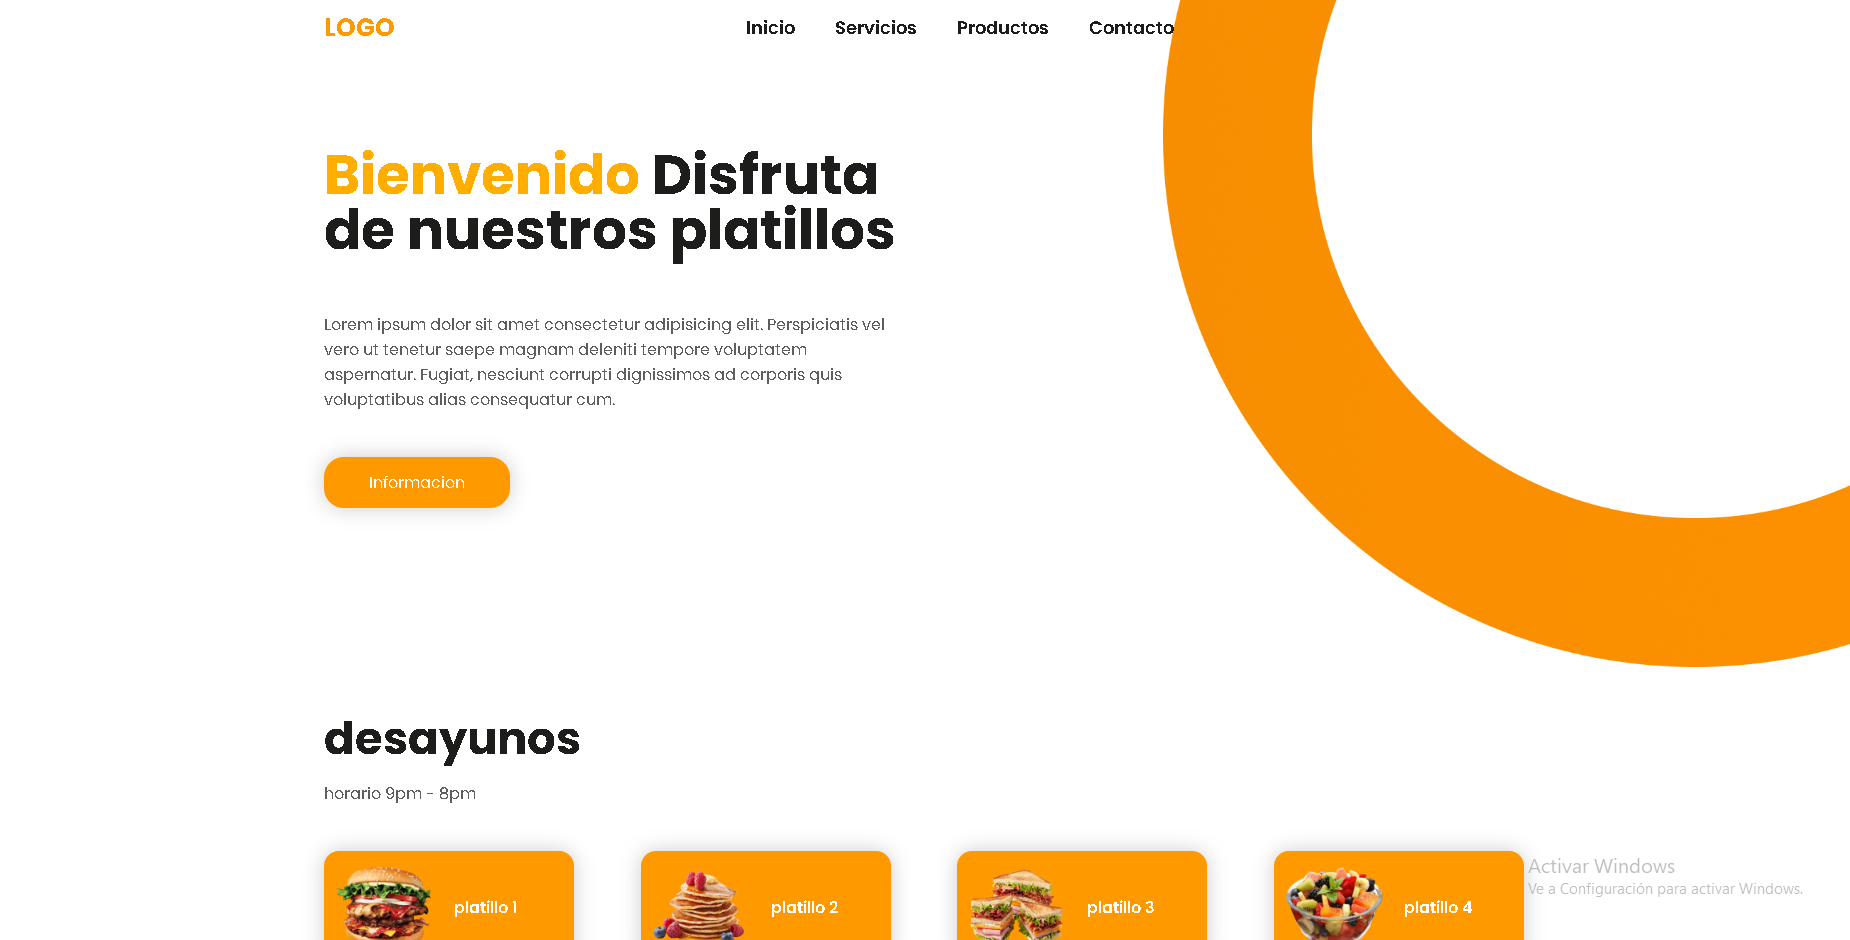 LOGO Inicio Servicios Productos Contacto
Bienvenido Disfruta
de nuestros platillos
Lorem ipsum dolor sit amet consectetur adipisicing elit. Perspiciatis vel
vero ut tenetur saepe magnam deleniti tempore voluptatem
aspernatur. Fugiat, nesciunt corrupti dignissimos ad corporis quis
voluptatibus alias consequatur cum.
Informacion
desayunos
horario 9pm - 8pm
platillo 1 platillo 2 platillo 3 platillo 4
Activar Windows
Ve a Configuración para activar Windows.